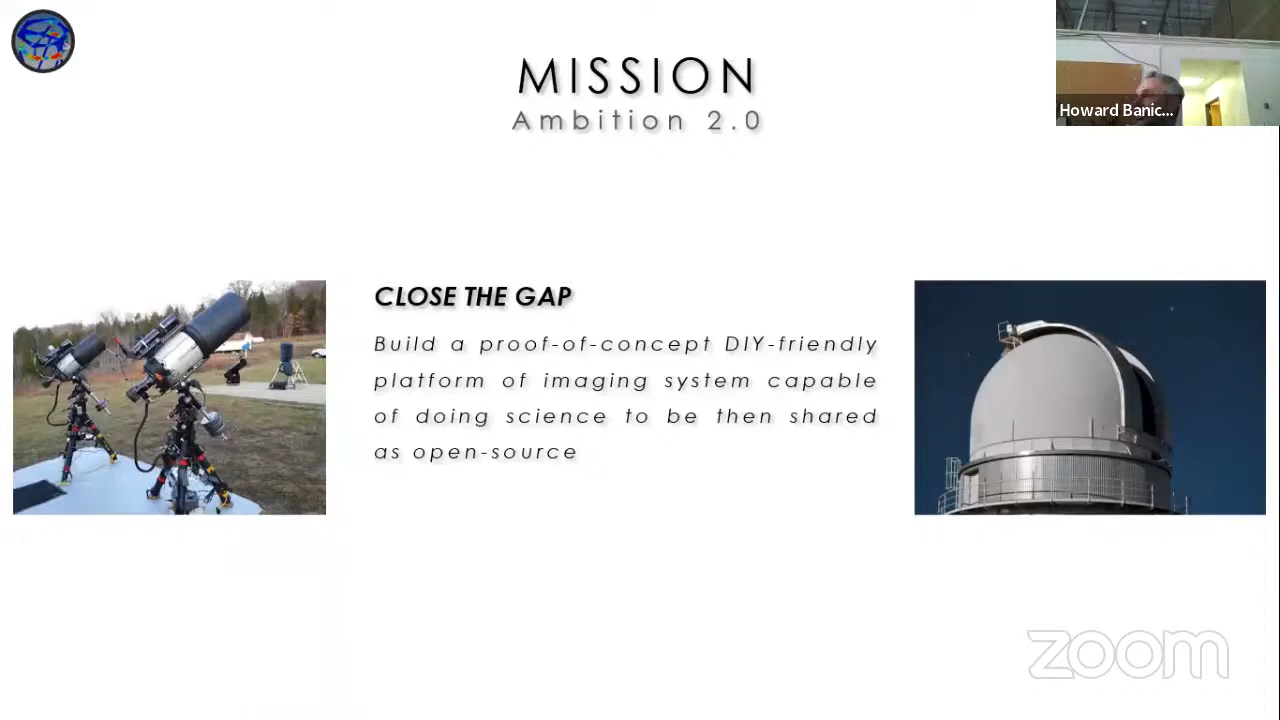 MISSION
Ambition 2.0
Howard Banic...
CLOSE THE GAP
Build a proof-of-concept DIY-friendly
platform of imaging system capable
of doing science to be then shared
as open-source
zoom